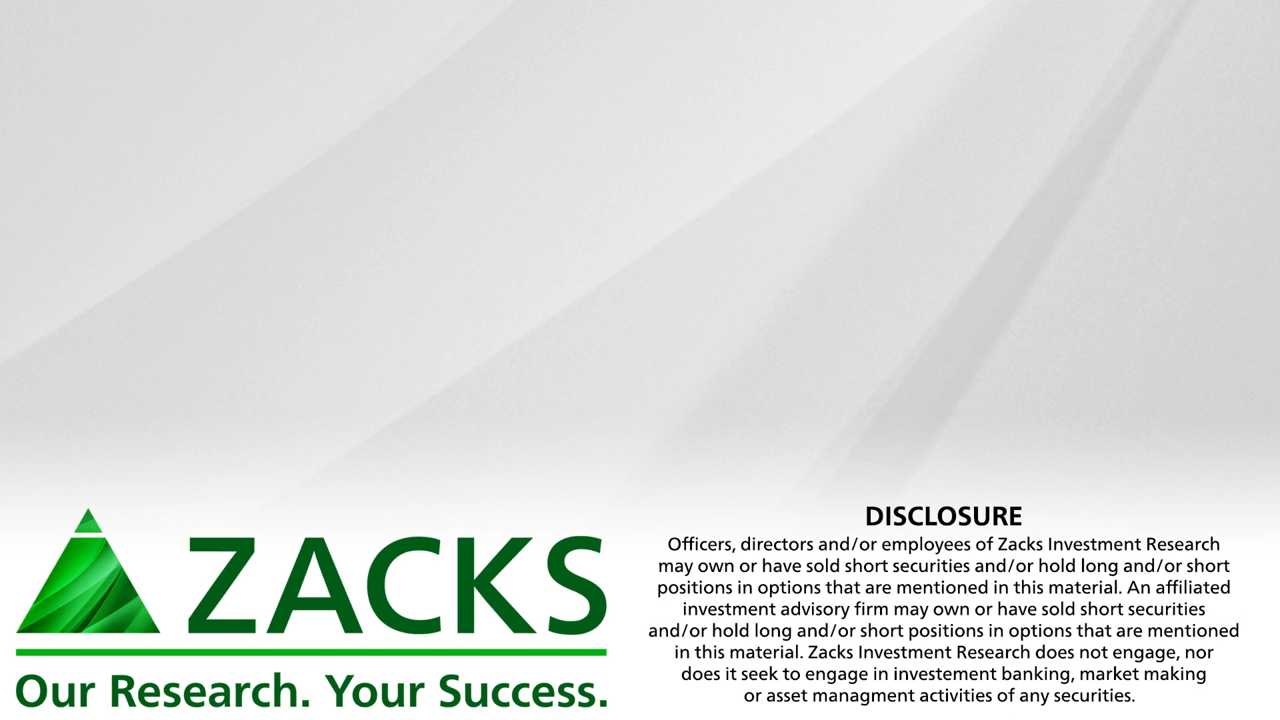 ZACKS
Our Research. Your Success.
DISCLOSURE
Officers, directors and/or employees of Zacks Investment Research
may own or have sold short securities and/or hold long and/or short
positions in options that are mentioned in this material. An affiliated
investment advisory firm may own or have sold short securities
and/or hold long and/or short positions in options that are mentioned
in this material. Zacks Investment Research does not engage, nor
does it seek to engage in investement banking, market making
or asset managment activities of any securities.